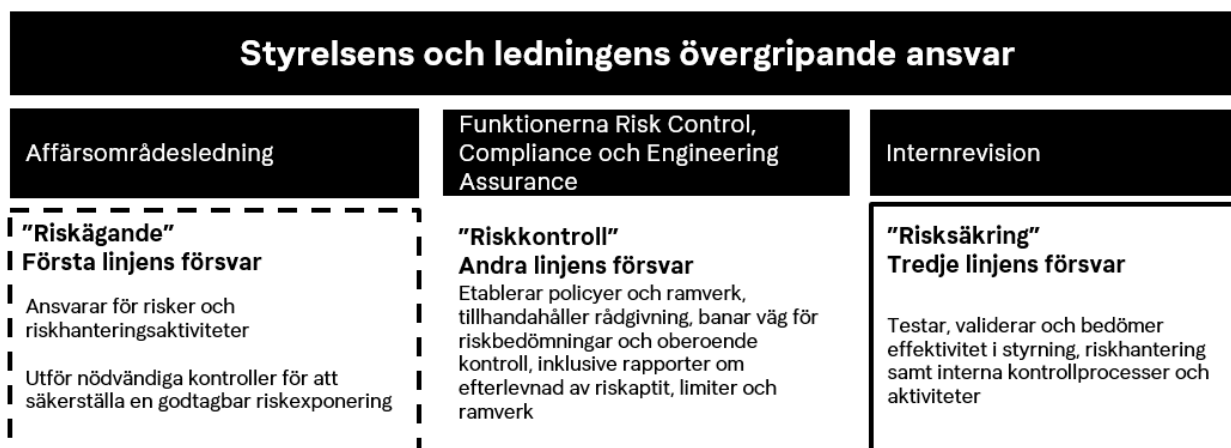 Styrelsens och ledningens övergripande ansvar
Affärsområdesledning
Funktionerna Risk Control,
Compliance och Engineering
Assurance
Internrevision
”Riskägande”
Första linjens försvar
Ansvarar för risker och
riskhanteringsaktiviteter
Utför nödvändiga kontroller för att
säkerställa en godtagbar riskexponering
”Riskkontroll”
Andra linjens försvar
Etablerar policyer och ramverk,
tillhandahåller rådgivning, banar väg för
riskbedömningar och oberoende
kontroll, inklusive rapporter om
efterlevnad av riskaptit, limiter och
ramverk
”Risksäkring”
Tredje linjens försvar
Testar, validerar och bedömer
effektivitet i styrning, riskhantering
samt interna kontrollprocesser och
aktiviteter